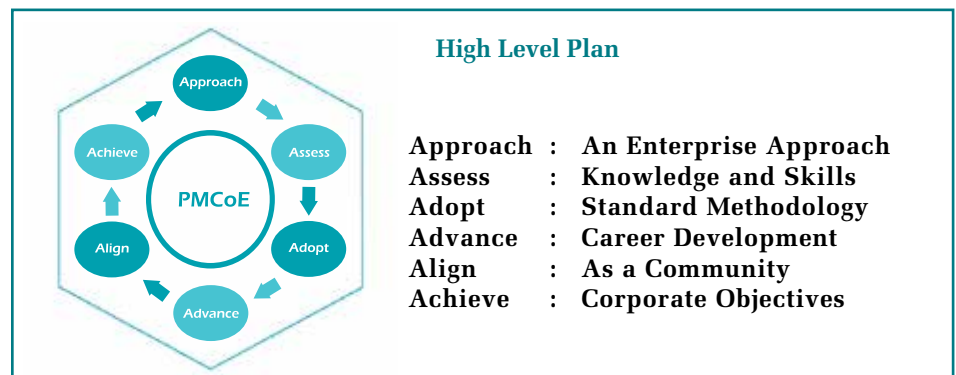 High Level Plan
Approach
Assess
Adopt
Advance
Align
Achieve
PMCoE
Approach : An Enterprise Approach
Assess : Knowledge and Skills
Adopt : Standard Methodology
Advance : Career Development
Align : As a Community
Achieve : Corporate Objectives